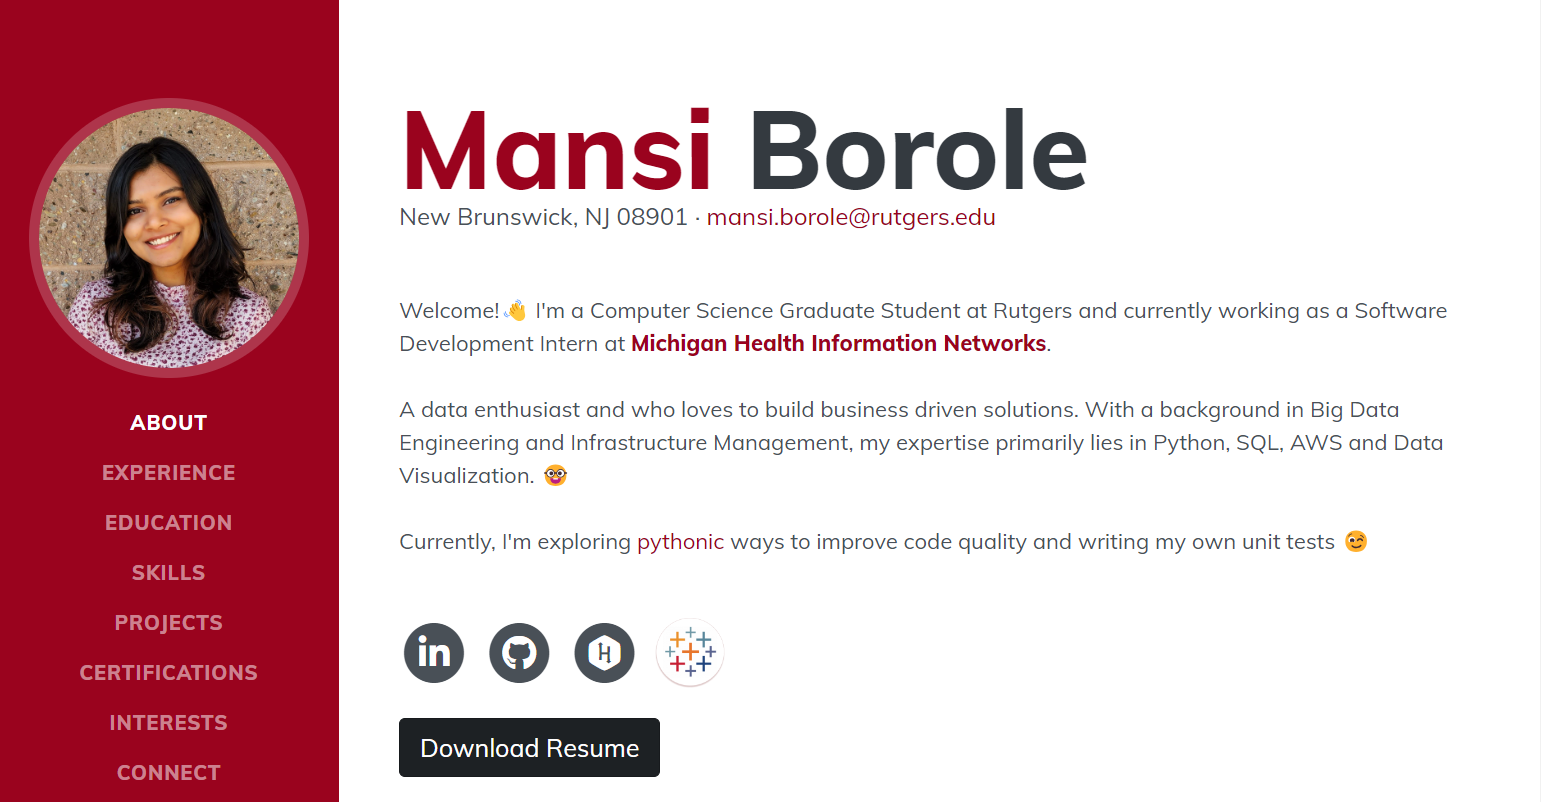 ABOUT
EXPERIENCE
EDUCATION
SKILLS
PROJECTS
CERTIFICATIONS
INTERESTS
CONNECT
Mansi Borole
New Brunswick, NJ 08901 · mansi.borole@rutgers.edu
Welcome!👋 I'm a Computer Science Graduate Student at Rutgers and currently working as a Software
Development Intern at Michigan Health Information Networks.
A data enthusiast and who loves to build business driven solutions. With a background in Big Data
Engineering and Infrastructure Management, my expertise primarily lies in Python, SQL, AWS and Data
Visualization. 🤓
Currently, I'm exploring pythonic ways to improve code quality and writing my own unit tests 😉
in
H
Download Resume